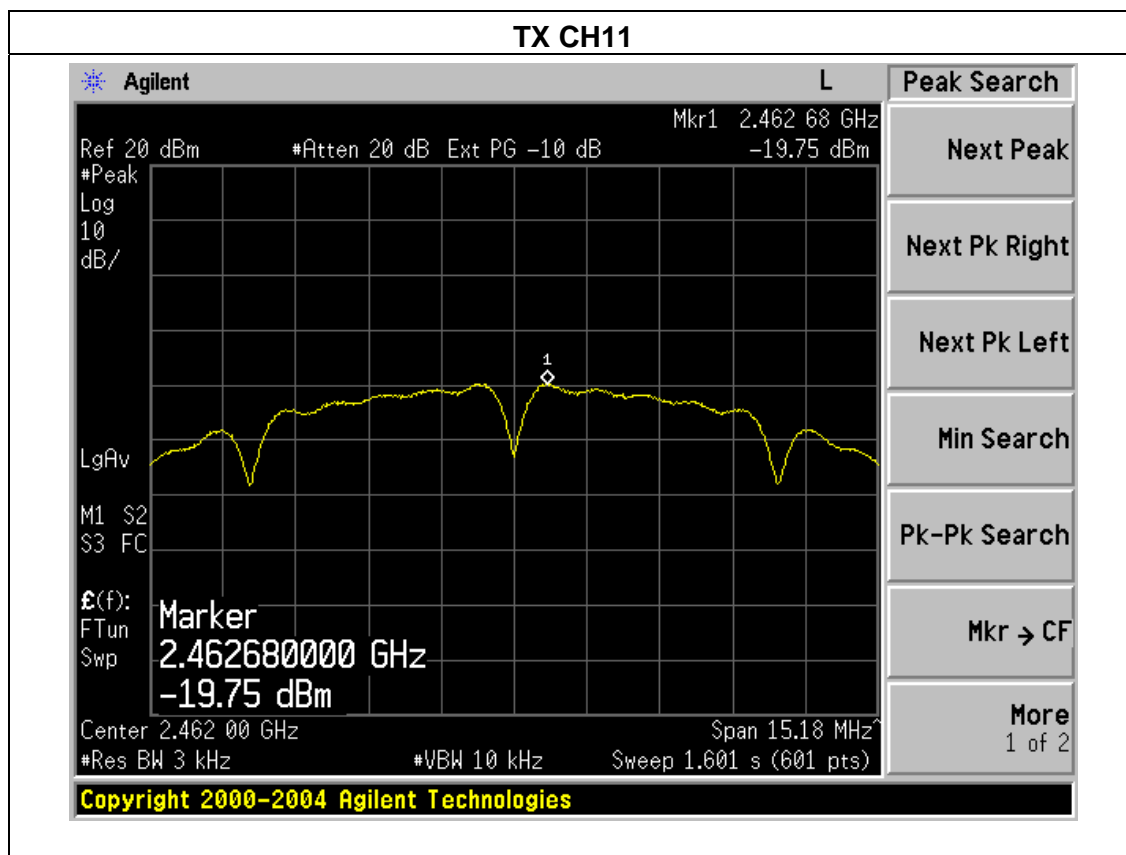 TX CH11
Agilent L Peak Search
Mkr1 2.462 68 GHz
Ref 20 dBm #Atten 20 dB Ext PG -10 dB -19.75 dBm
#Peak
Log
10
dB/
1
LgAv
M1 S2
S3 FC
£(f):
FTun
Swp
Marker
2.462680000 GHz
-19.75 dBm
Center 2.462 00 GHz Span 15.18 MHz^
#Res BW 3 kHz #VBW 10 kHz Sweep 1.601 s (601 pts)
Next Peak
Next Pk Right
Next Pk Left
Min Search
Pk-Pk Search
Mkr → CF
More
1 of 2
Copyright 2000-2004 Agilent Technologies